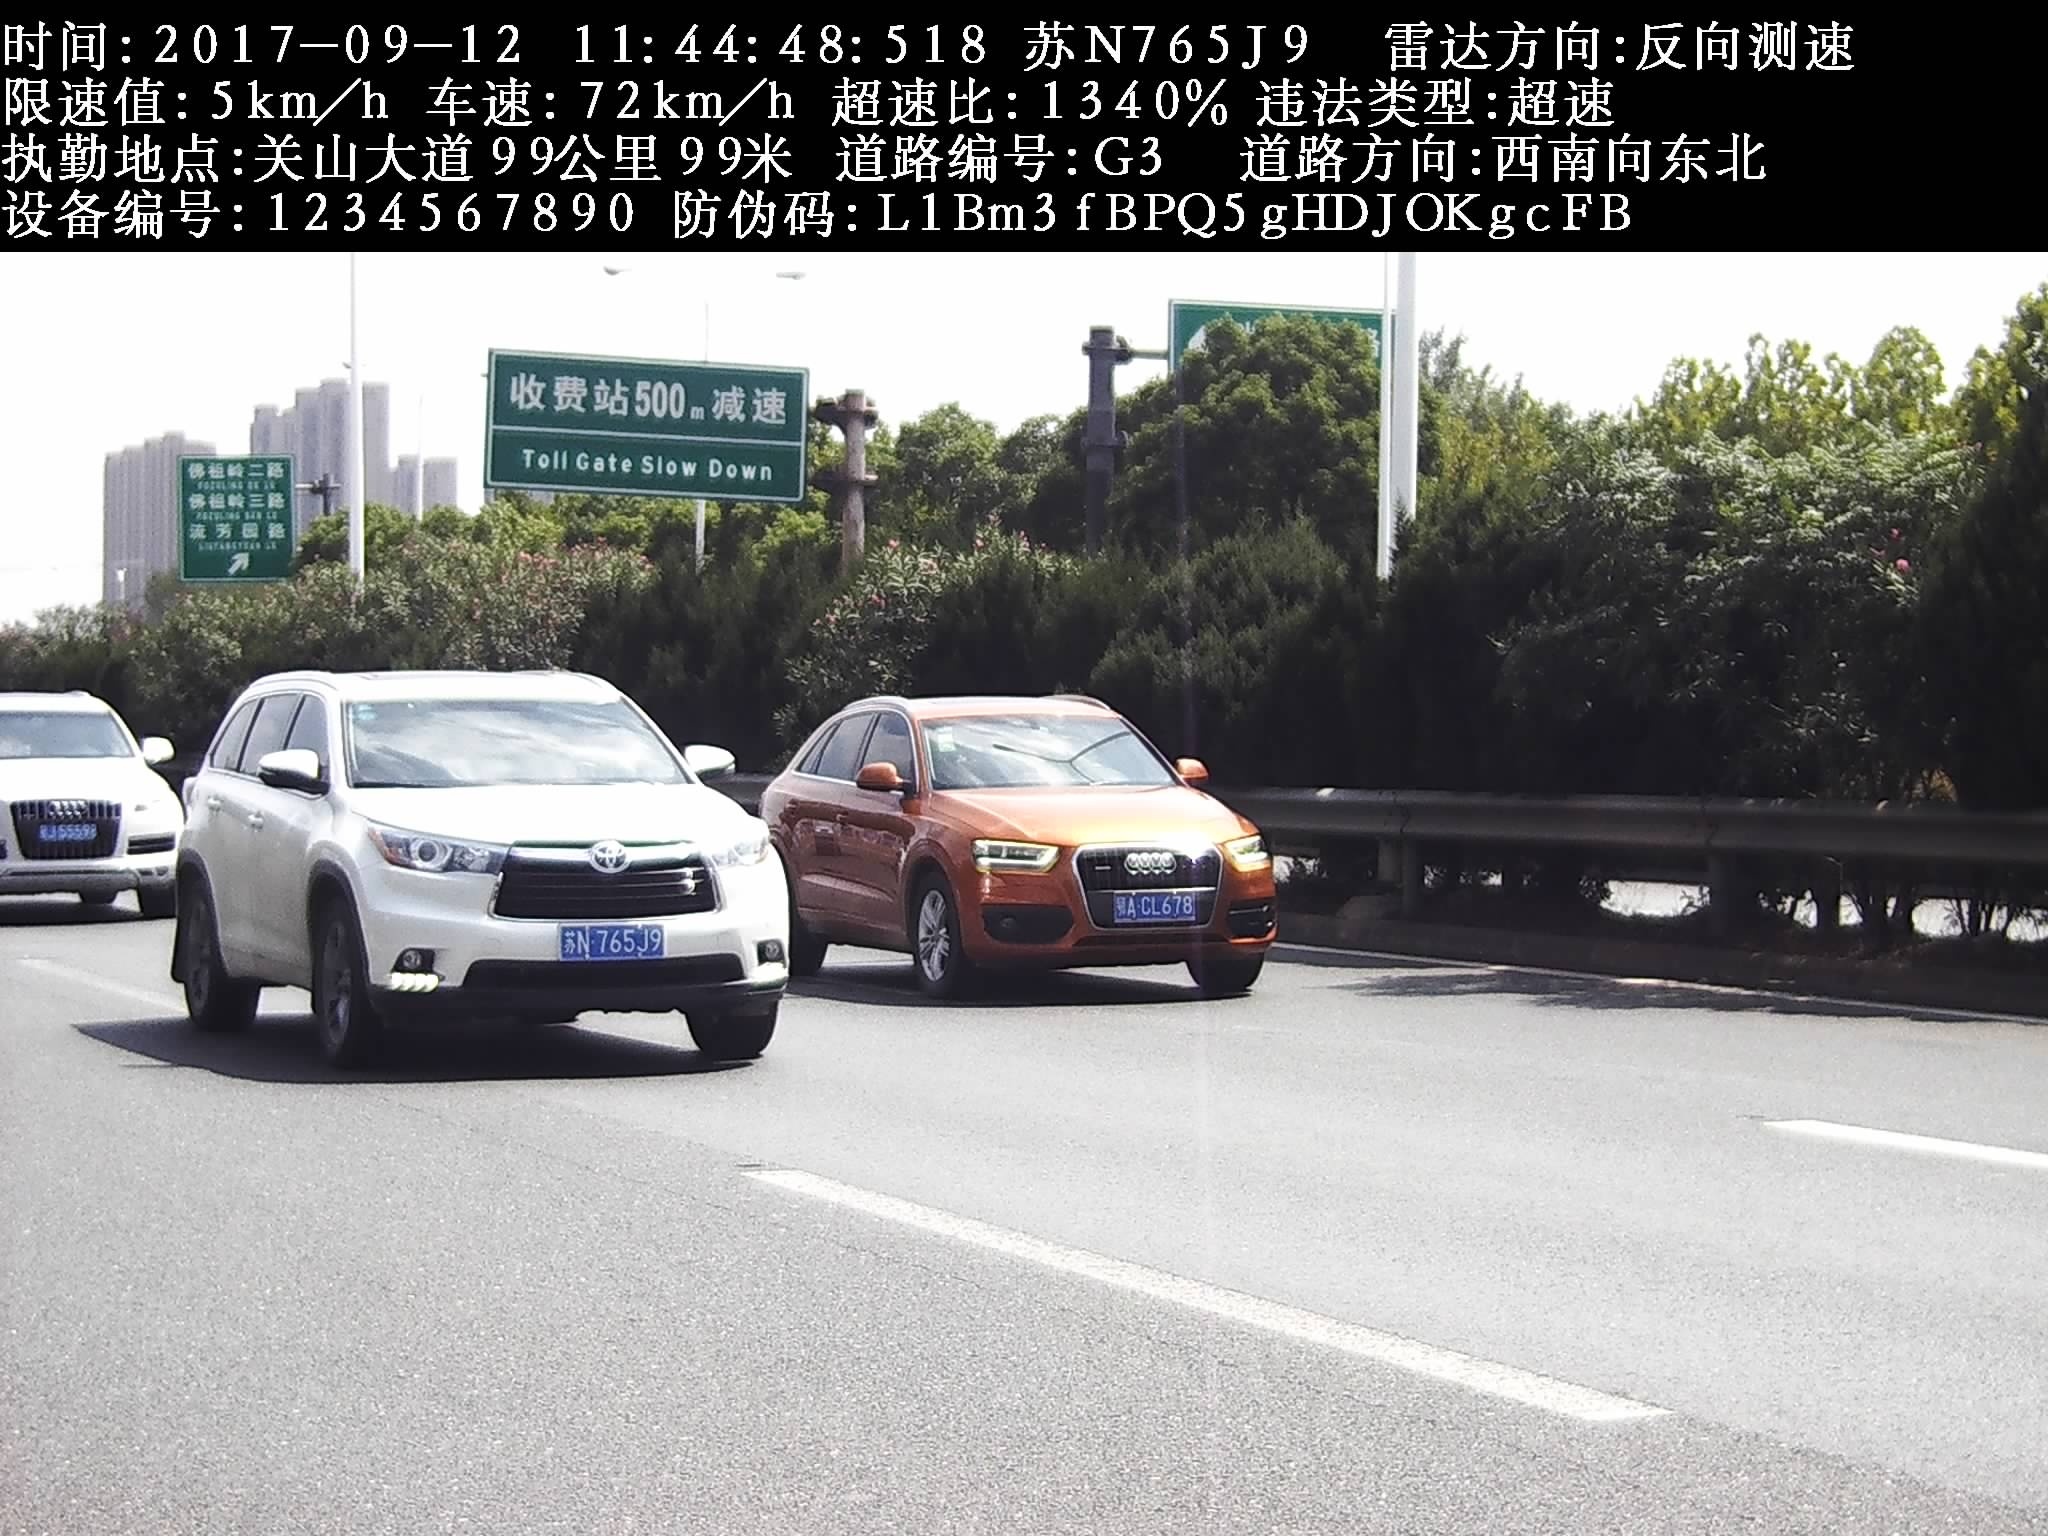 时间:2017-09-12 11:44:48:518 苏N765J9 雷达方向:反向测速
限速值:5km/h 车速:72km/h 超速比:1340% 违法类型:超速
执勤地点:关山大道99公里99米 道路编号:G3 道路方向:西南向东北
设备编号:1234567890 防伪码:L1Bm3fBPQ5gHDJOKgcFB
收费站500m减速
Toll Gate Slow Down
佛祖岭二路
佛祖岭三路
流芳园路
苏N·765J9
鄂A·CL678